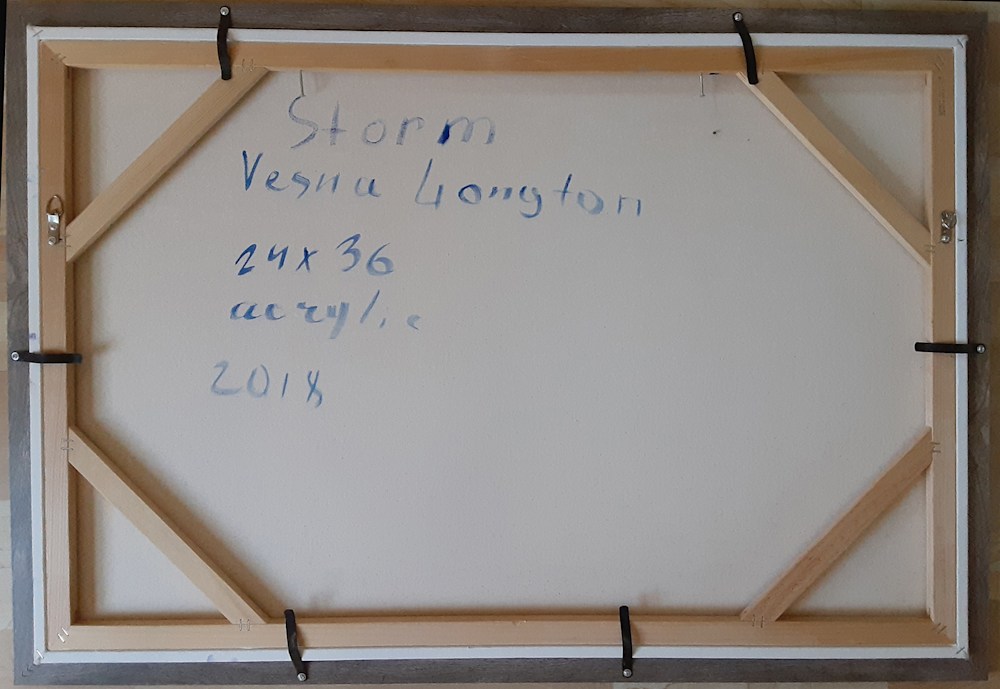 Storm
Vesna Longton
24x36
acrylic
2018